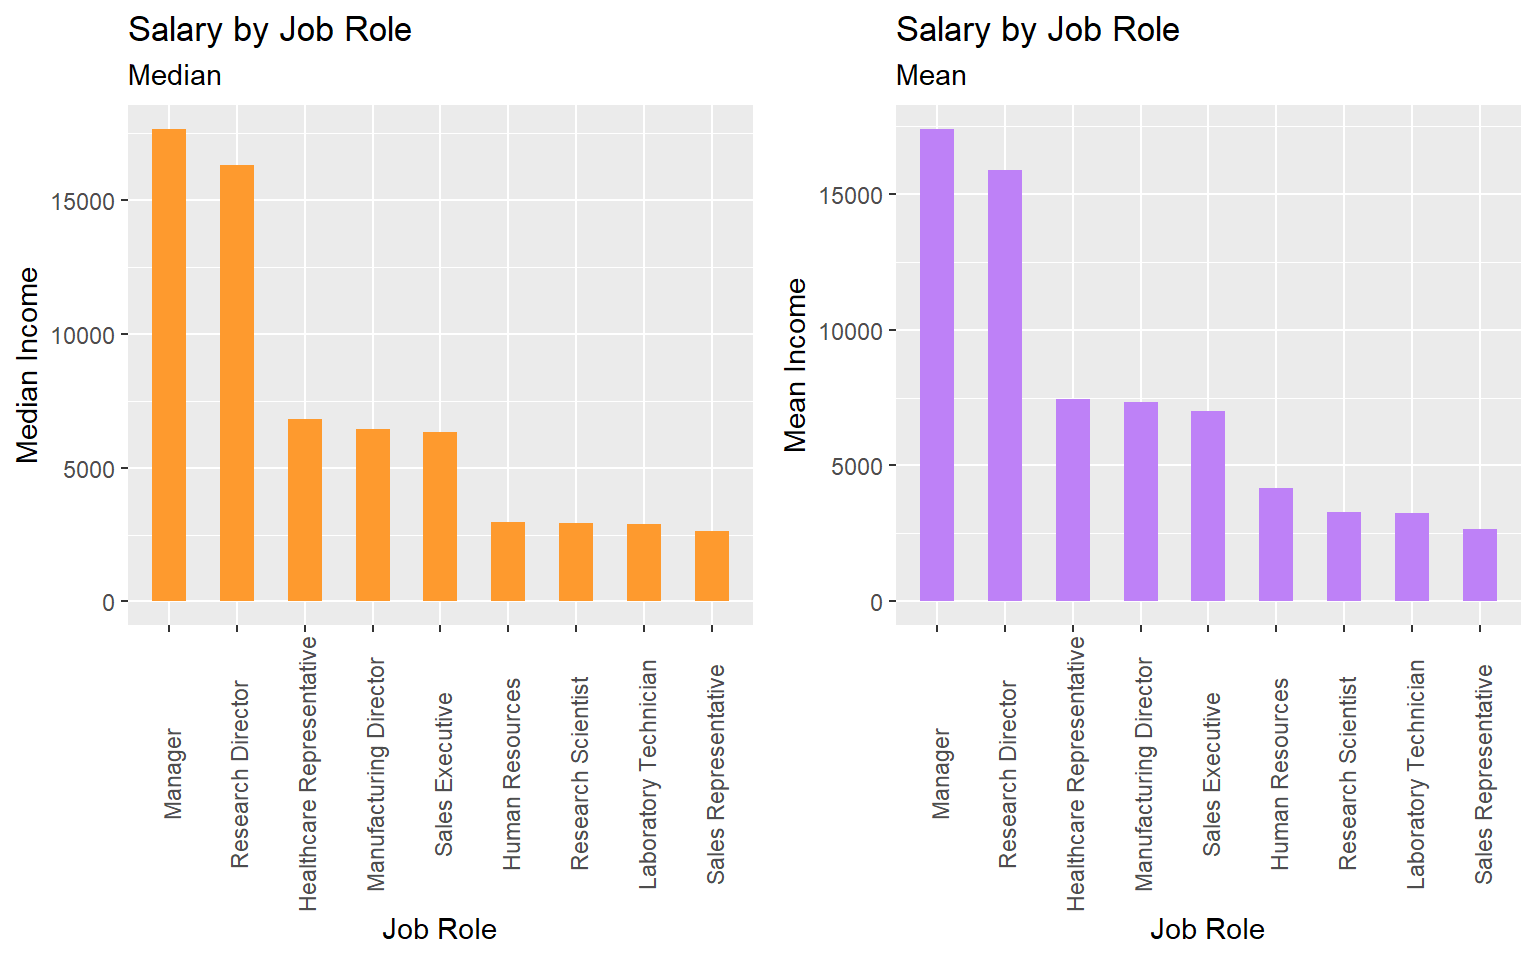 Salary by Job Role
Median
Median Income
15000
10000
5000
0
Manager
Research Director
Healthcare Representative
Manufacturing Director
Sales Executive
Human Resources
Research Scientist
Laboratory Technician
Sales Representative
Job Role
Salary by Job Role
Mean
Mean Income
15000
10000
5000
0
Manager
Research Director
Healthcare Representative
Manufacturing Director
Sales Executive
Human Resources
Research Scientist
Laboratory Technician
Sales Representative
Job Role